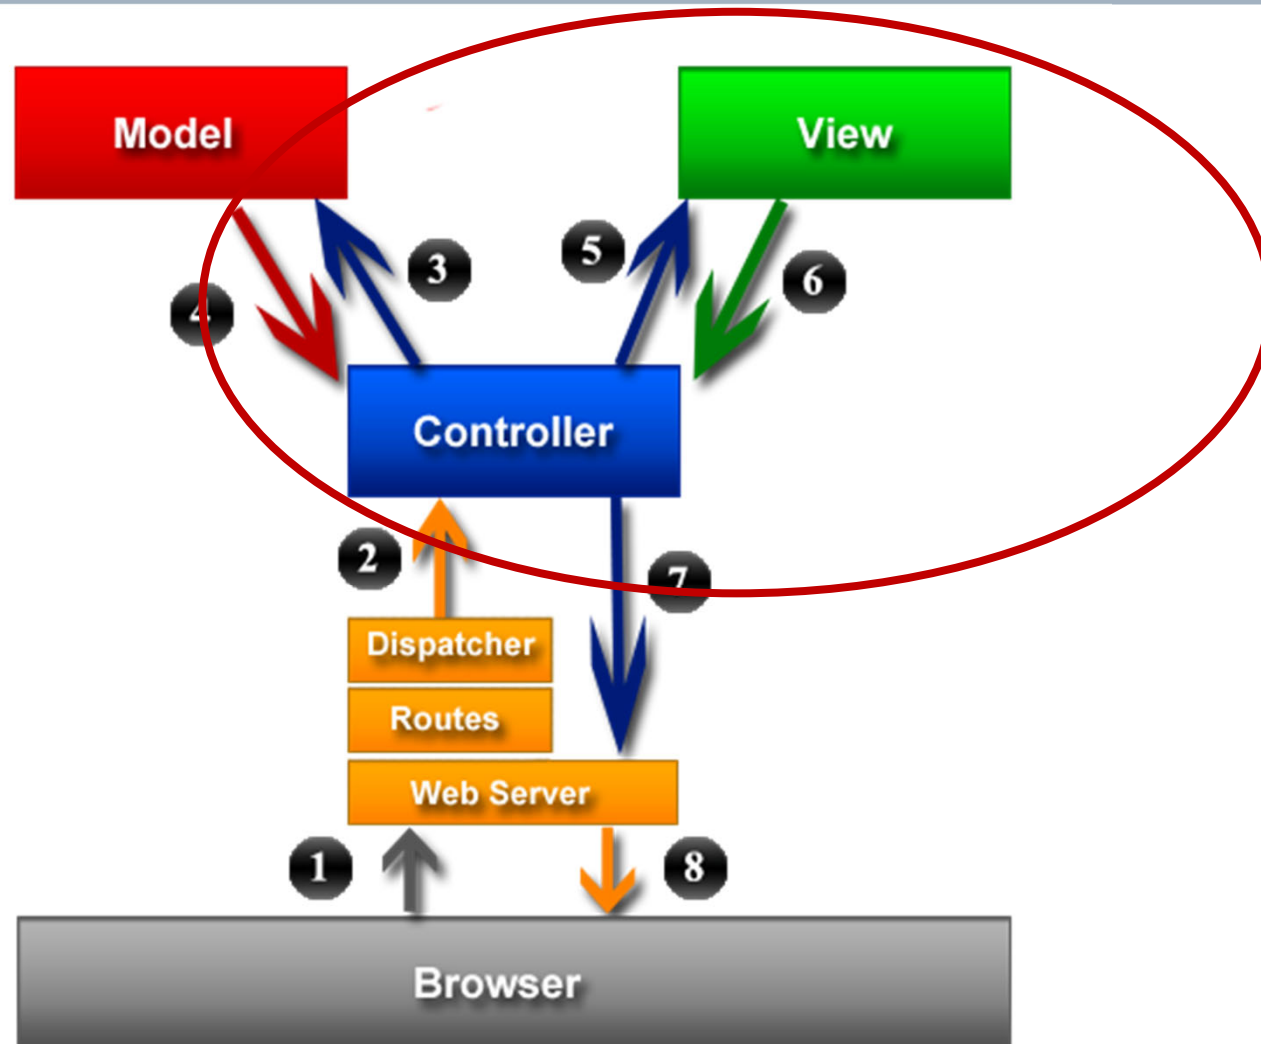 Model
View
5
3
6
4
Controller
2
7
Dispatcher
Routes
Web Server
1
8
Browser